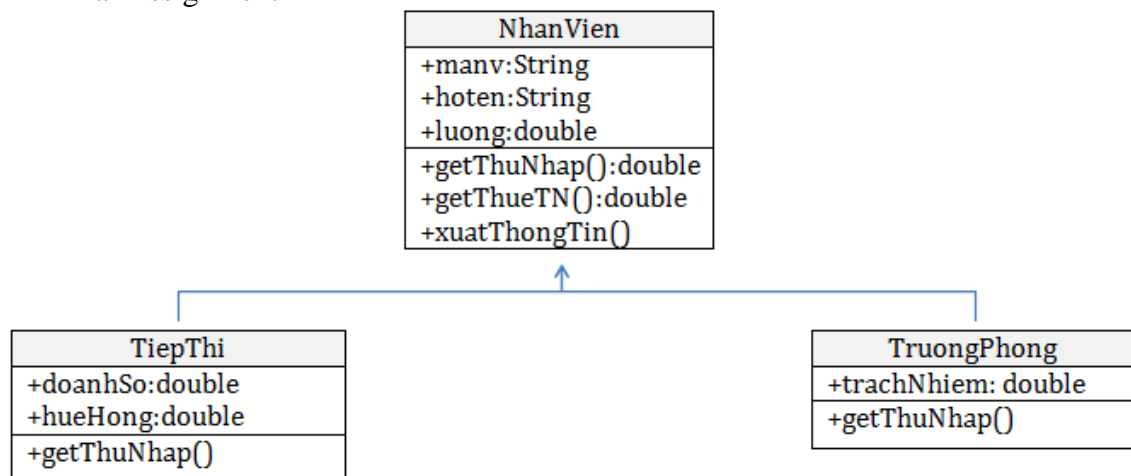 NhanVien
+manv:String
+hoten:String
+luong:double
+getThuNhap():double
+getThueTN():double
+xuatThongTin()
TiepThi
+doanhSo:double
+hueHong:double
+getThuNhap()
TruongPhong
+trachNhiem: double
+getThuNhap()